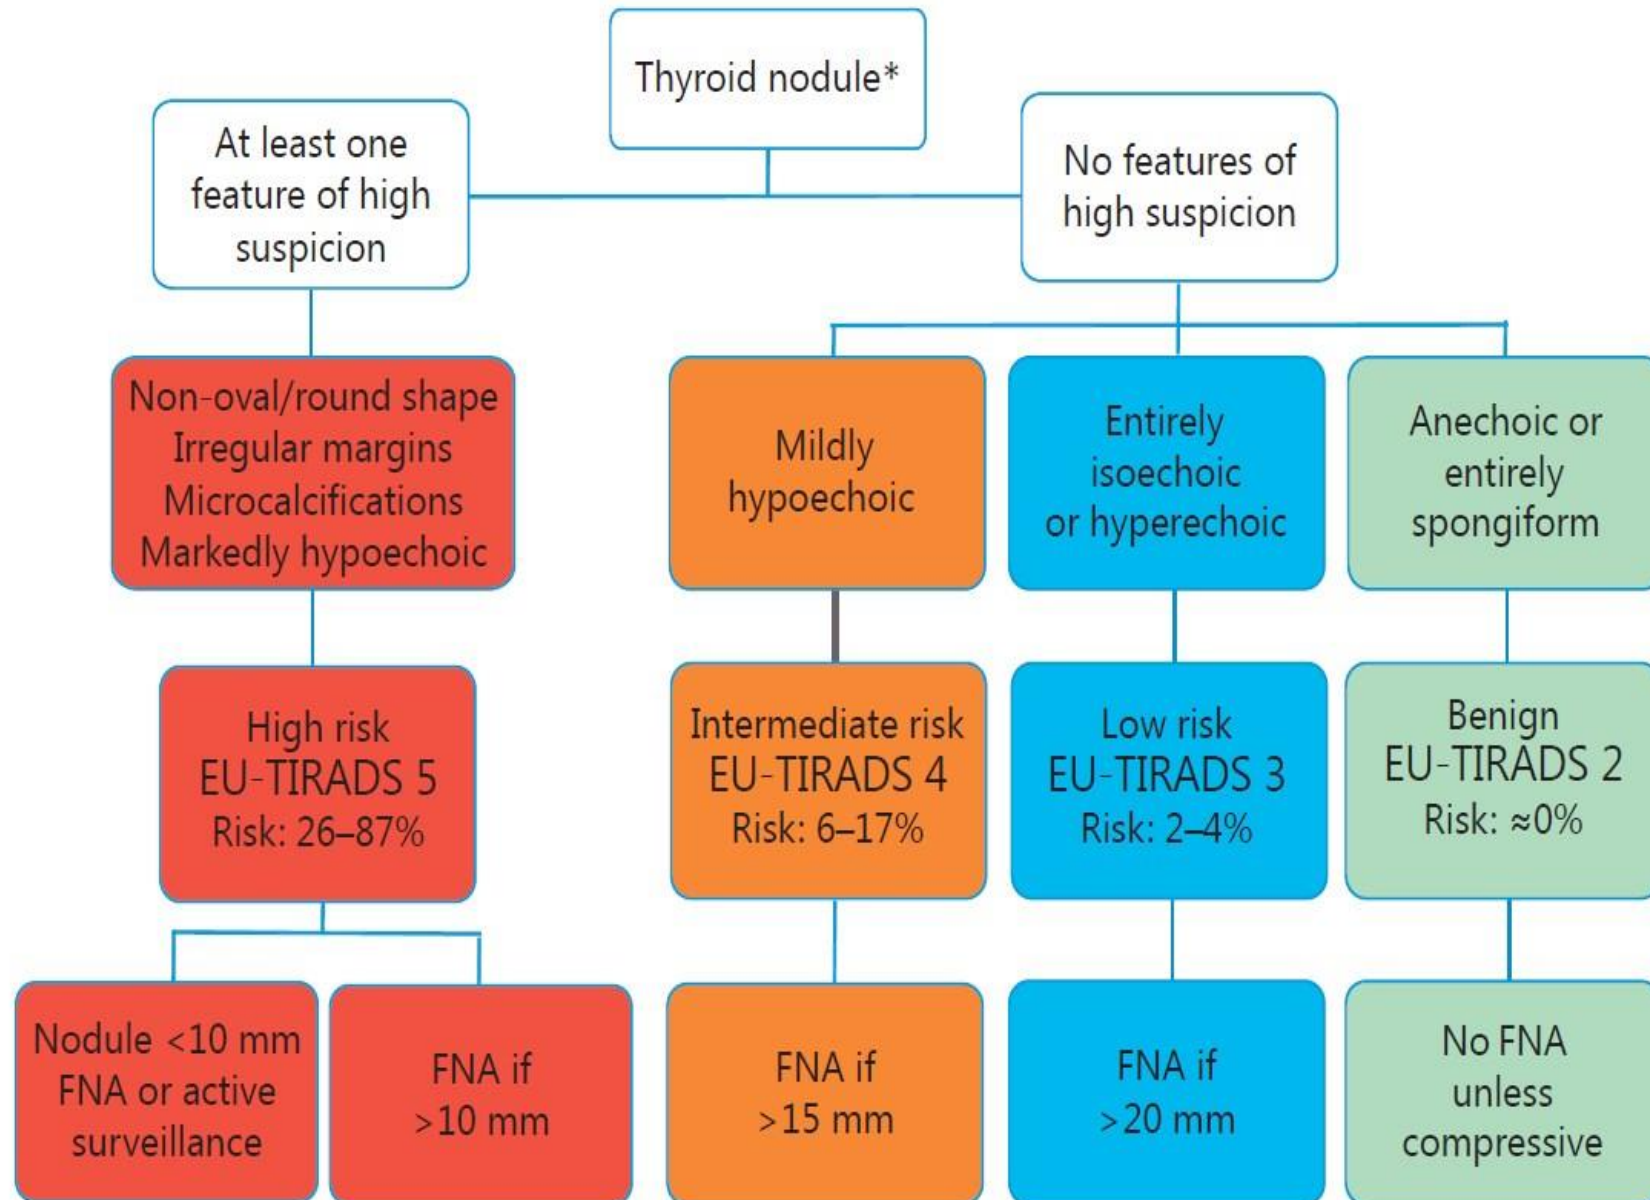 Thyroid nodule*
At least one
feature of high
suspicion
No features of
high suspicion
Non-oval/round shape
Irregular margins
Microcalcifications
Markedly hypoechoic
Mildly
hypoechoic
Entirely
isoechoic
or hyperechoic
Anechoic or
entirely
spongiform
High risk
EU-TIRADS 5
Risk: 26–87%
Intermediate risk
EU-TIRADS 4
Risk: 6–17%
Low risk
EU-TIRADS 3
Risk: 2–4%
Benign
EU-TIRADS 2
Risk: ≈0%
Nodule <10 mm
FNA or active
surveillance
FNA if
>10 mm
FNA if
>15 mm
FNA if
>20 mm
No FNA
unless
compressive